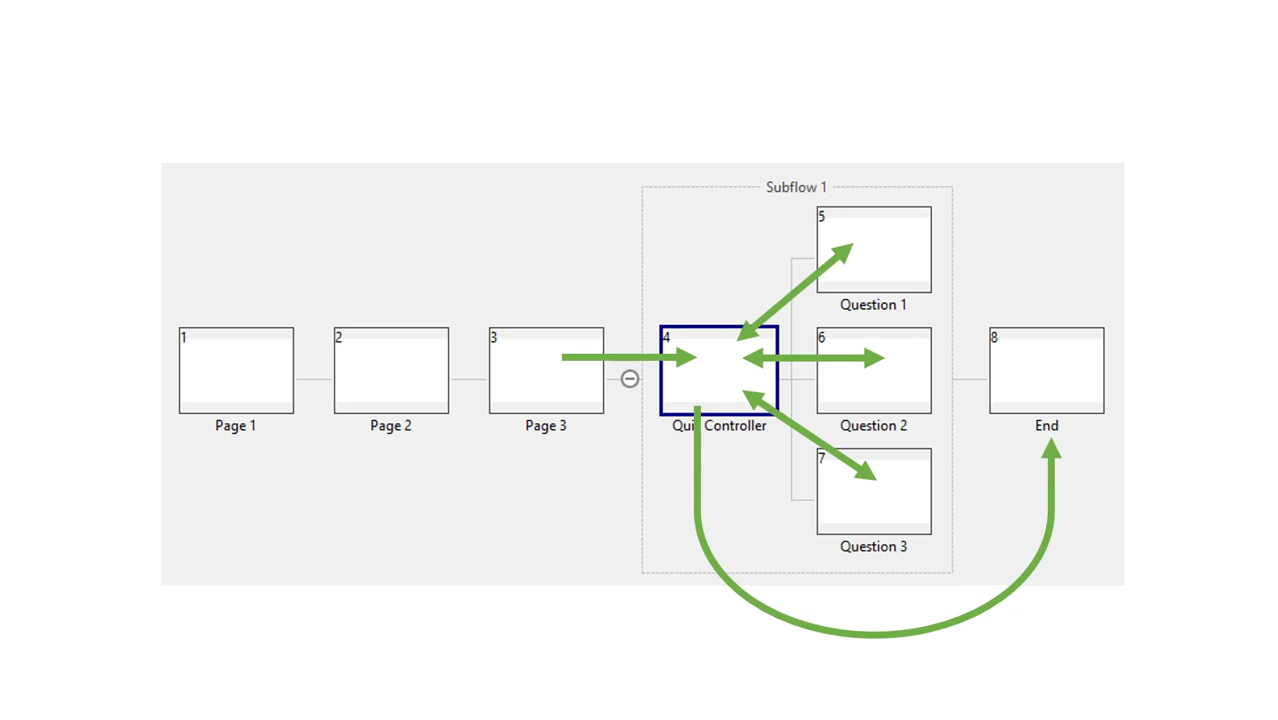 Subflow 1
5
Question 1
1
2
3
4
6
8
Page 1
Page 2
Page 3
Controller
Question 2
End
7
Question 3